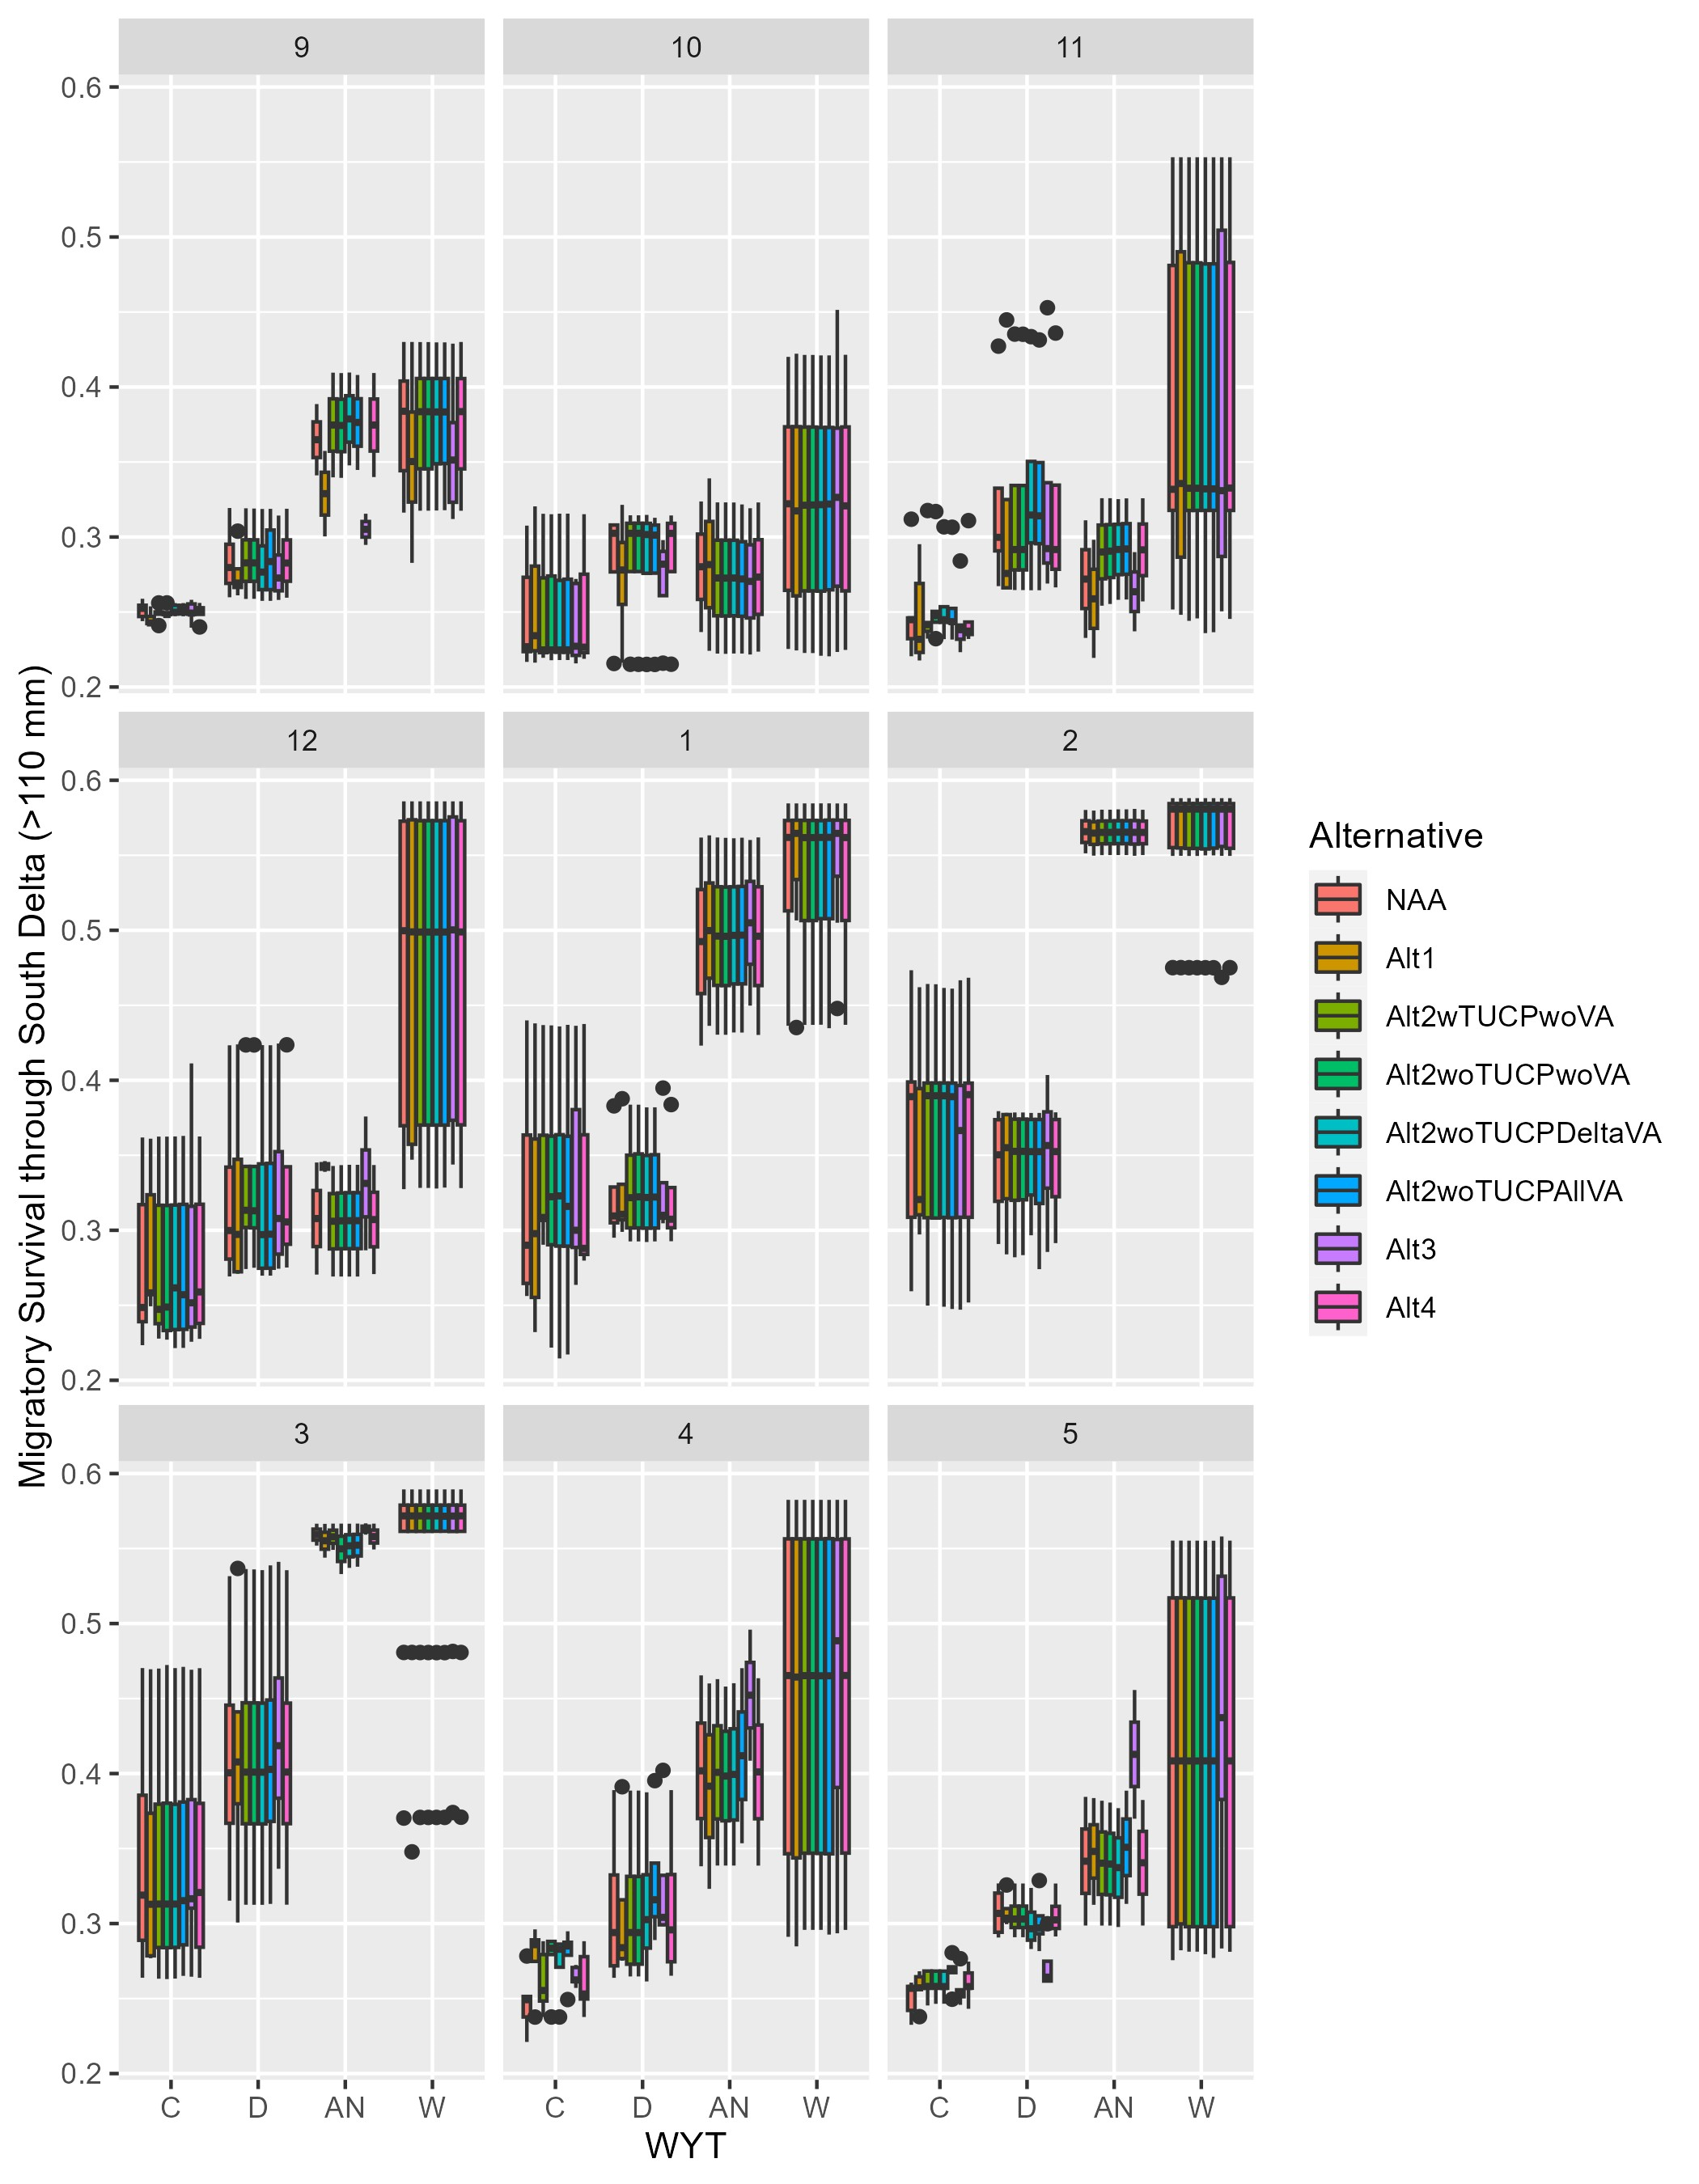 9 10 11
0.6
0.5
0.4
0.3
0.2
12 1 2
0.6
0.5
0.4
0.3
0.2
3 4 5
0.6
0.5
0.4
0.3
0.2
C D AN W C D AN W C D AN W
WYT
Migratory Survival through South Delta (>110 mm)
Alternative
NAA
Alt1
Alt2wTUCPwoVA
Alt2woTUCPwoVA
Alt2woTUCPDeltaVA
Alt2woTUCPAllVA
Alt3
Alt4